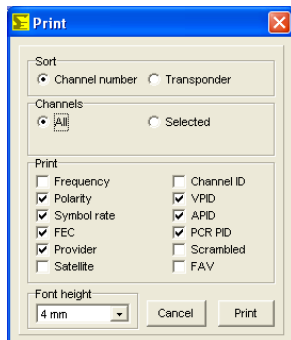 Print
Sort
Channel number Transponder
Channels
All Selected
Print
Frequency Channel ID
Polarity VPID
Symbol rate APID
FEC PCR PID
Provider Scrambled
Satellite FAV
Font height
4 mm Cancel Print